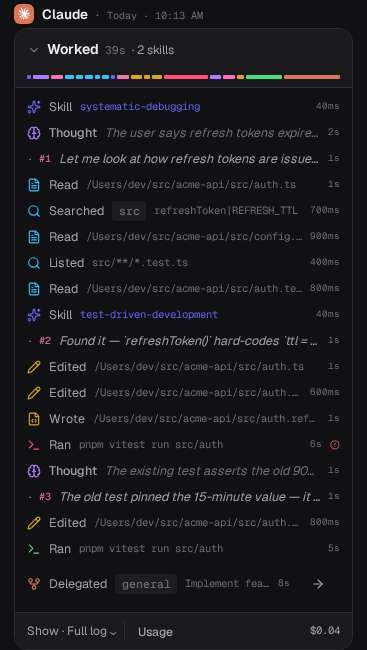 Claude · Today · 10:13 AM
Worked 39s · 2 skills
Skill systematic-debugging 40ms
Thought The user says refresh tokens expire… 2s
· #1 Let me look at how refresh tokens are issue… 1s
Read /Users/dev/src/acme-api/src/auth.ts 1s
Searched src refreshToken|REFRESH_TTL 700ms
Read /Users/dev/src/acme-api/src/config.… 900ms
Listed src/**/*.test.ts 400ms
Read /Users/dev/src/acme-api/src/auth.te… 800ms
Skill test-driven-development 40ms
· #2 Found it — `refreshToken()` hard-codes `ttl = … 1s
Edited /Users/dev/src/acme-api/src/auth.ts 1s
Edited /Users/dev/src/acme-api/src/auth.… 600ms
Wrote /Users/dev/src/acme-api/src/auth.ref… 1s
Ran pnpm vitest run src/auth 6s
Thought The existing test asserts the old 90… 1s
· #3 The old test pinned the 15-minute value — it … 1s
Edited /Users/dev/src/acme-api/src/auth.… 800ms
Ran pnpm vitest run src/auth 5s
Delegated general Implement fea… 8s →
Show · Full log Usage $0.04